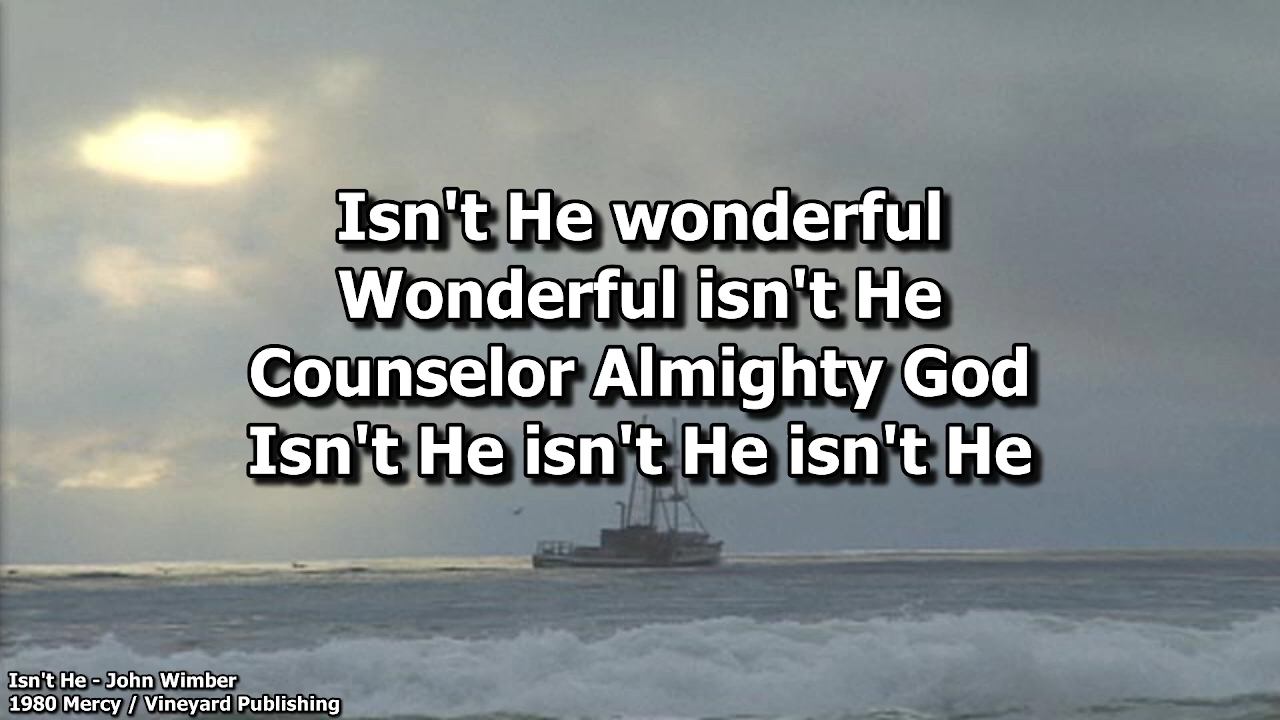 Isn't He wonderful
Wonderful isn't He
Counselor Almighty God
Isn't He isn't He isn't He
Isn't He - John Wimber
1980 Mercy / Vineyard Publishing